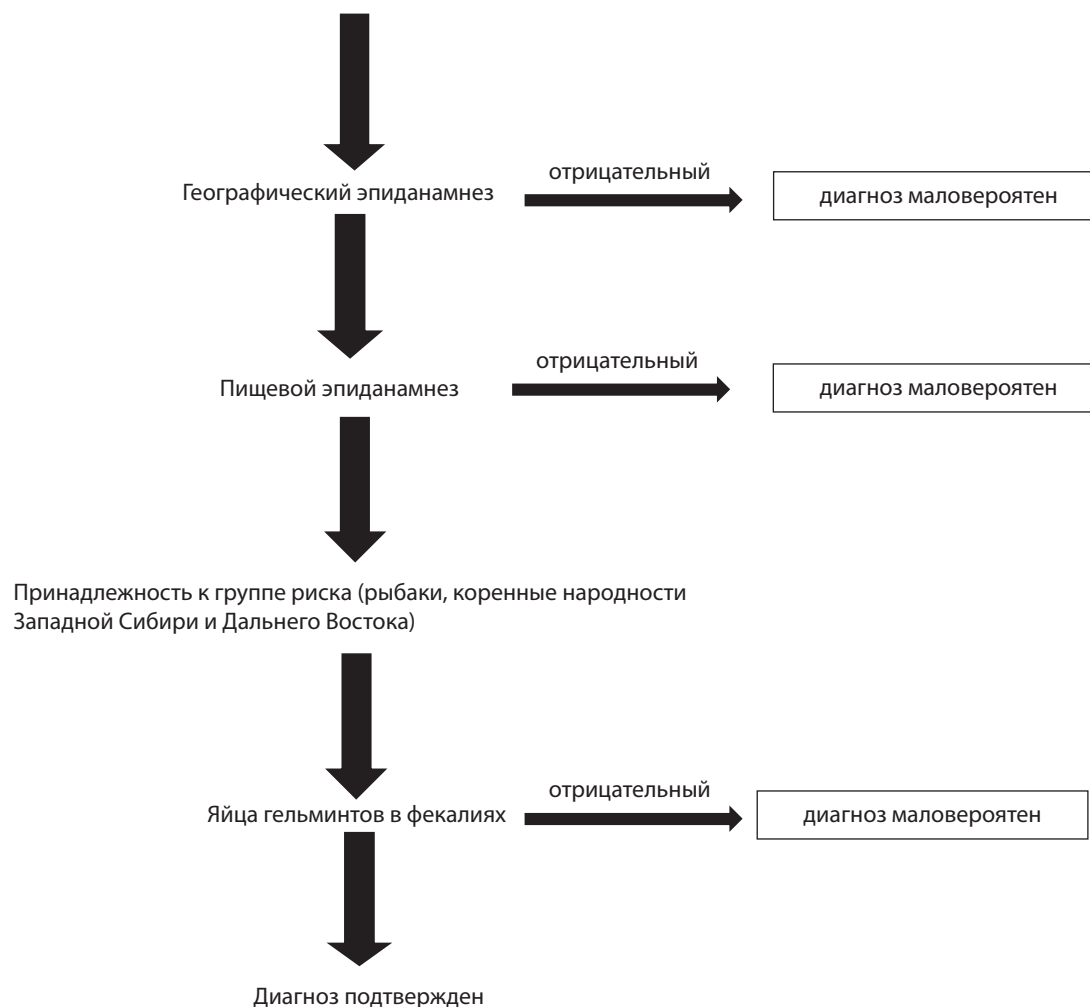 отрицательный
Географический эпиданамнез
диагноз маловероятен
отрицательный
Пищевой эпиданамнез
диагноз маловероятен
Принадлежность к группе риска (рыбаки, коренные народности
Западной Сибири и Дальнего Востока)
отрицательный
Яйца гельминтов в фекалиях
диагноз маловероятен
Диагноз подтвержден